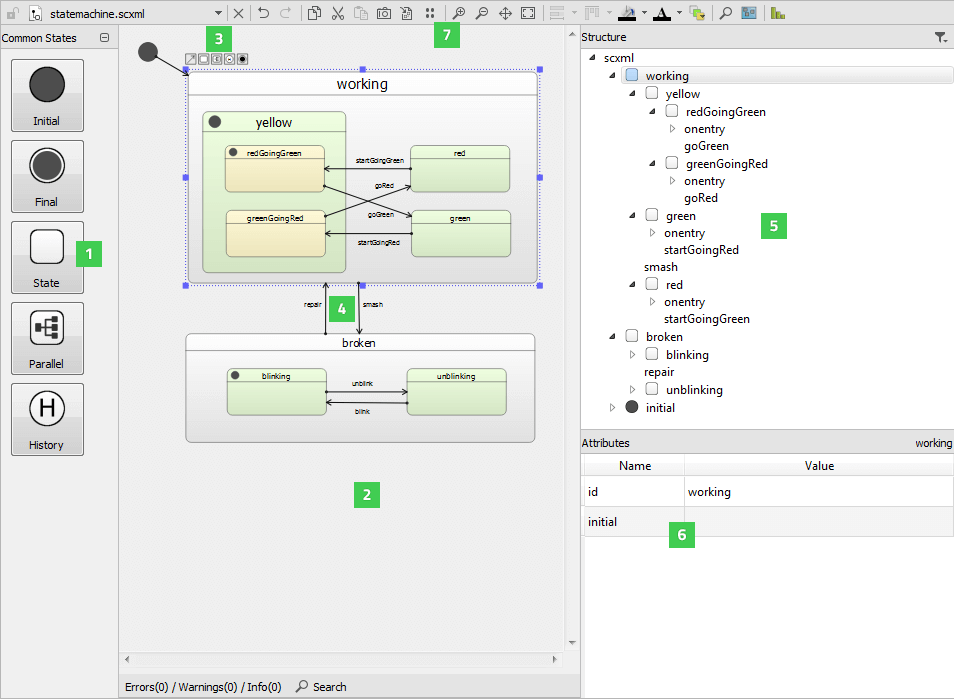 statemachine.scxml
Common States
Initial
Final
1
State
Parallel
H
History
3
7
working
yellow
redGoingGreen
startGoingGreen
red
goRed
greenGoingRed
goGreen
green
startGoingRed
repair
4
smash
broken
blinking
unblink
unblinking
blink
2
Errors(0) / Warnings(0) / Info(0)
Search
Structure
scxml
working
yellow
redGoingGreen
onentry
goGreen
greenGoingRed
onentry
goRed
green
5
onentry
startGoingRed
smash
red
onentry
startGoingGreen
broken
blinking
repair
unblinking
initial
Attributes working
Name Value
id working
initial
6